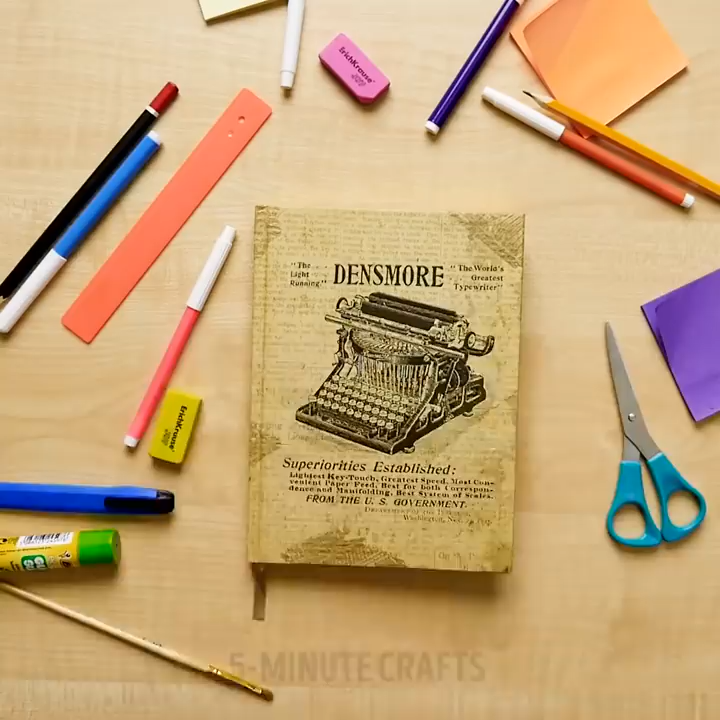 ErichKrause
"The Light Running."
DENSMORE
"The World's Greatest Typewriter"
Superiorities Established:
Lightest Key-Touch, Greatest Speed, Most Con-
venient Paper Feed, Best for both Correspon-
dence and Manifolding, Best System of Scales.
FROM THE U. S. GOVERNMENT.
ErichKrause
5-MINUTE CRAFTS